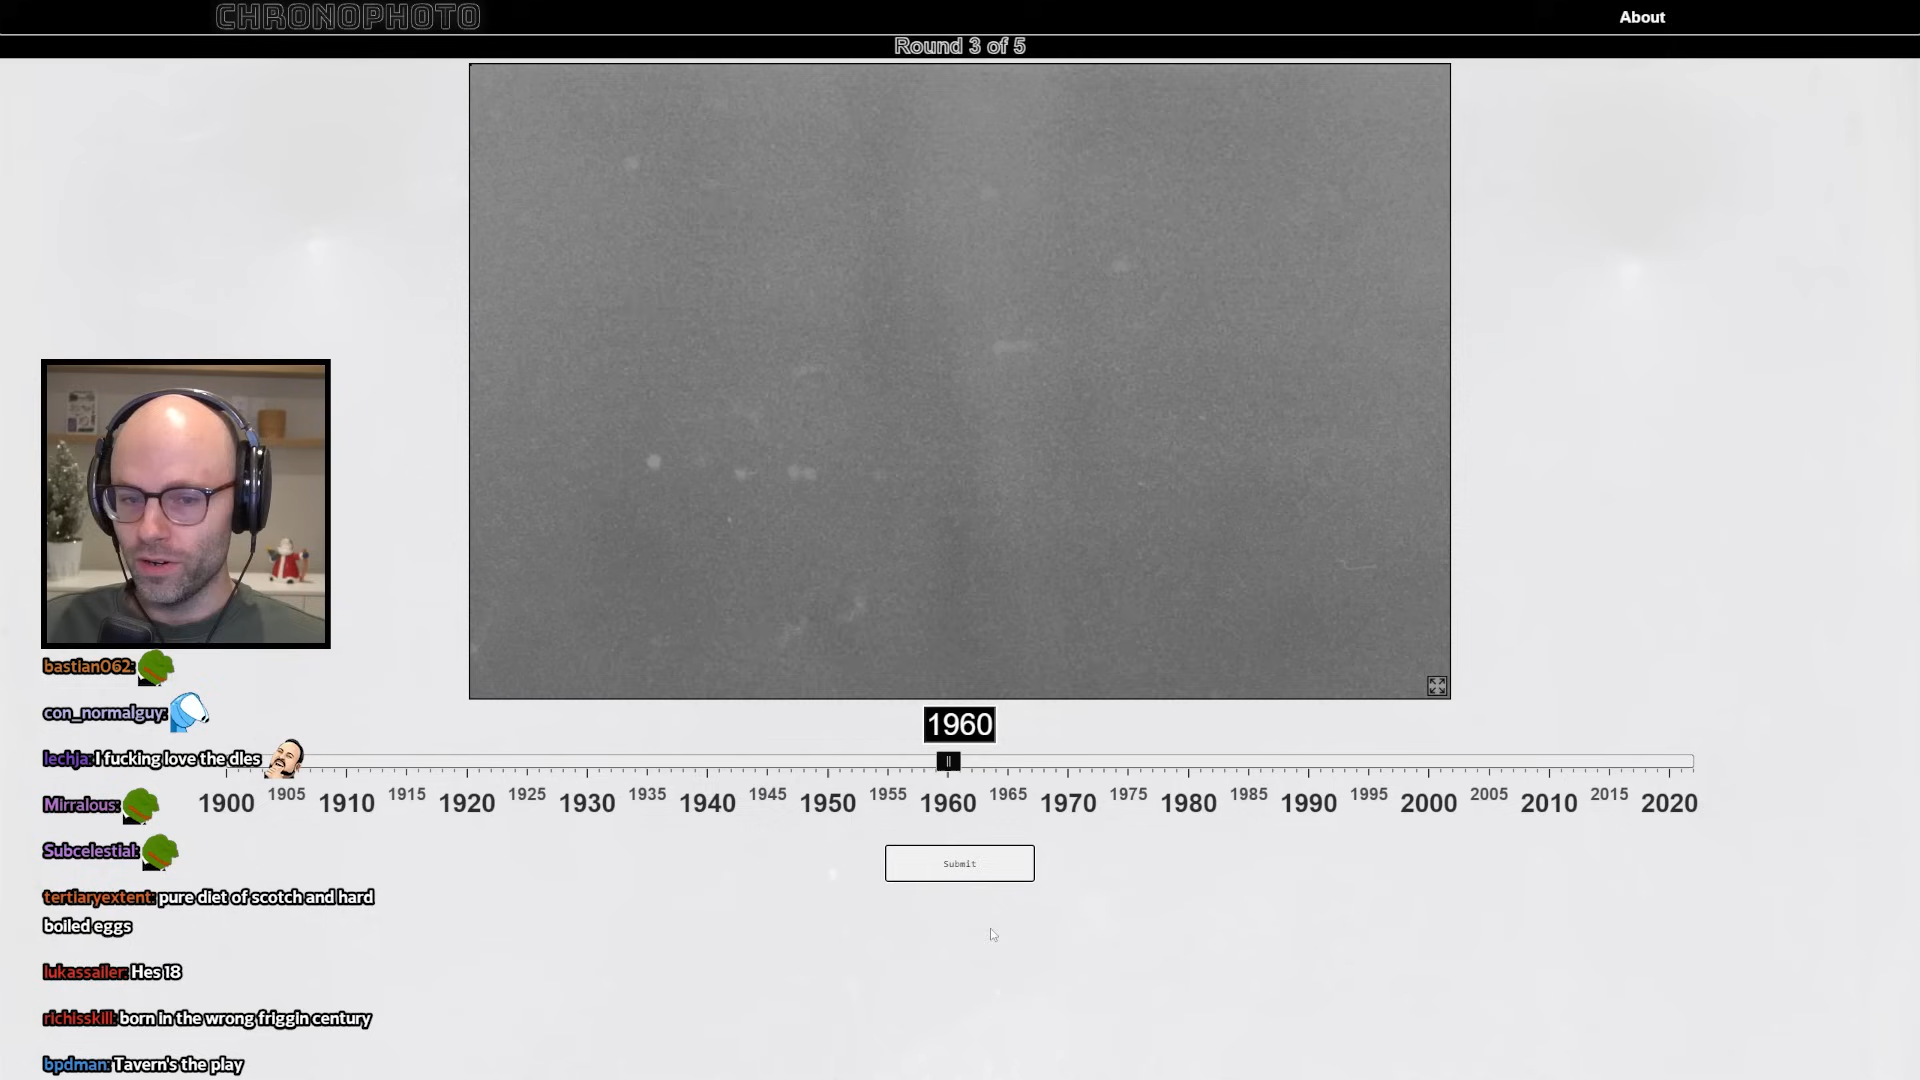 CHRONOPHOTO
About
Round 3 of 5
1960
bastian062:
con_normalguy:
lechja: I fucking love the dles
Mirralous:
Subcelestial:
tertiaryextent: pure diet of scotch and hard
boiled eggs
lukassailer: Hes 18
richisskill: born in the wrong friggin century
bpdman: Tavern's the play
1900 1905 1910 1915 1920 1925 1930 1935 1940 1945 1950 1955 1960 1965 1970 1975 1980 1985 1990 1995 2000 2005 2010 2015 2020
Submit